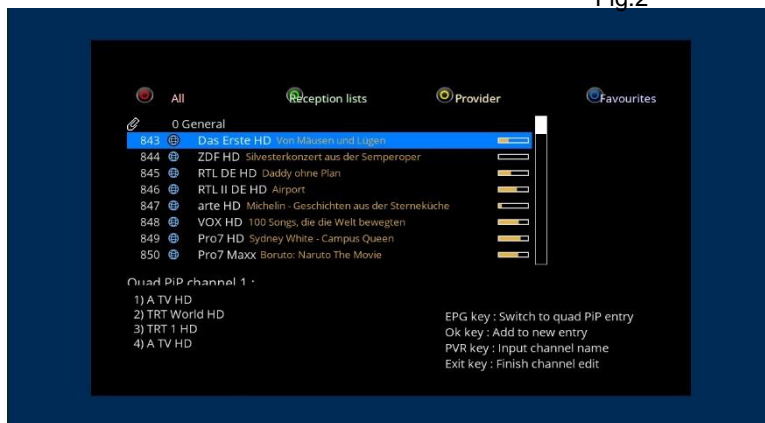 Fig.2
All Reception lists Provider Favourites
0 General
843 Das Erste HD Von Mäusen und Lügen
844 ZDF HD Silvesterkonzert aus der Semperoper
845 RTL DE HD Daddy ohne Plan
846 RTL II DE HD Airport
847 arte HD Michelin - Geschichten aus der Sterneküche
848 VOX HD 100 Songs, die die Welt bewegten
849 Pro7 HD Sydney White - Campus Queen
850 Pro7 Maxx Boruto: Naruto The Movie
Quad PiP channel 1 :
1) A TV HD
2) TRT World HD
3) TRT 1 HD
4) A TV HD
EPG key : Switch to quad PiP entry
Ok key : Add to new entry
PVR key : Input channel name
Exit key : Finish channel edit